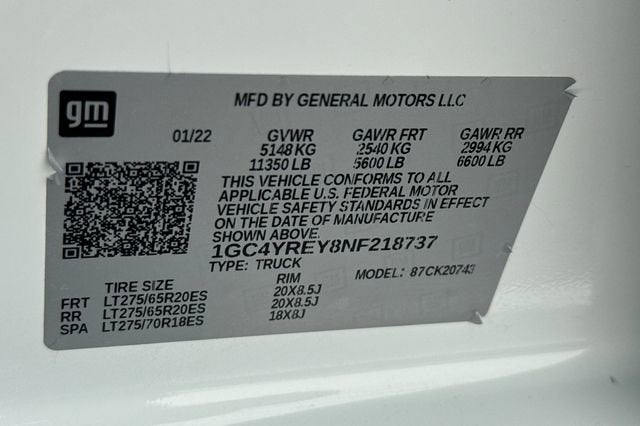 gm
MFD BY GENERAL MOTORS LLC
01/22 GVWR GAWR FRT GAWR RR
5148 KG 2540 KG 2994 KG
11350 LB 5600 LB 6600 LB
THIS VEHICLE CONFORMS TO ALL
APPLICABLE U.S. FEDERAL MOTOR
VEHICLE SAFETY STANDARDS IN EFFECT
ON THE DATE OF MANUFACTURE
SHOWN ABOVE.
1GC4YREY8NF218737
TYPE: TRUCK MODEL: 87CK20743
TIRE SIZE RIM
FRT LT275/65R20ES 20X8.5J
RR LT275/65R20ES 20X8.5J
SPA LT275/70R18ES 18X8J